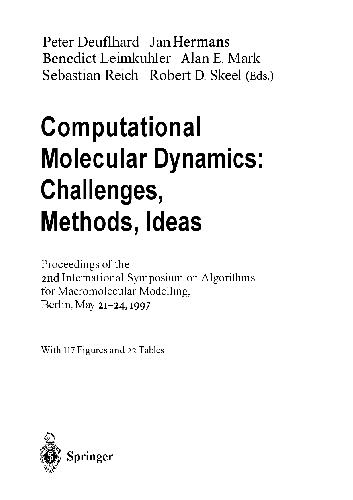 Peter Deuflhard Jan Hermans
Benedict Leimkuhler Alan E. Mark
Sebastian Reich Robert D. Skeel (Eds.)
Computational
Molecular Dynamics:
Challenges,
Methods, Ideas
Proceedings of the
2nd International Symposium on Algorithms
for Macromolecular Modelling,
Berlin, May 21–24, 1997
With 117 Figures and 22 Tables
Springer